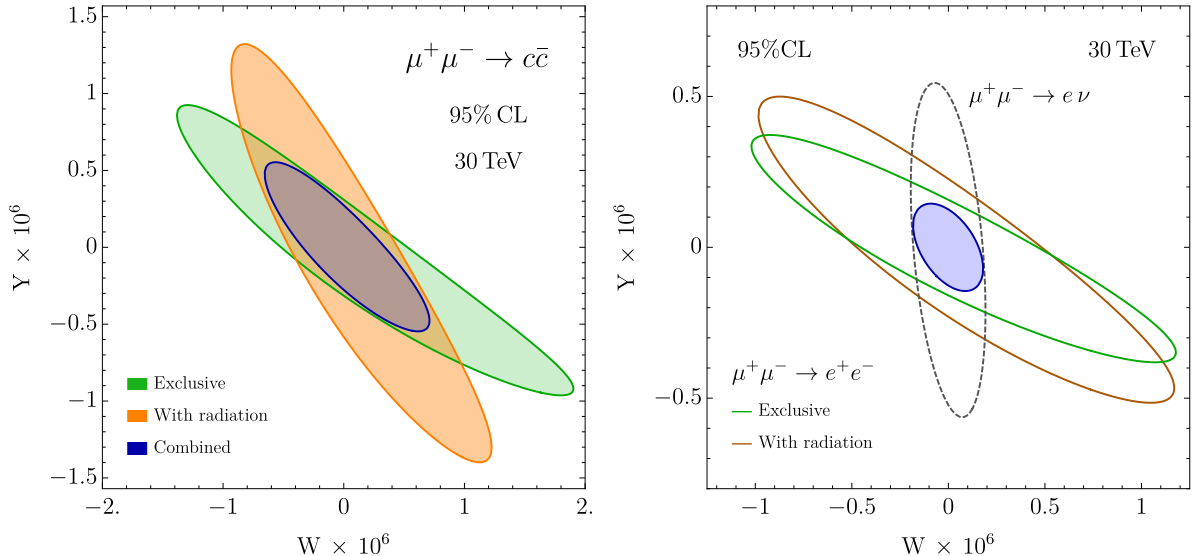 μ⁺μ⁻ → cc̄
95% CL
30 TeV
Exclusive
With radiation
Combined
1.5
1
0.5
0
−0.5
−1
−1.5
−2.
−1
0
1
2.
Y × 10⁶
W × 10⁶
95%CL
30 TeV
μ⁺μ⁻ → e ν
μ⁺μ⁻ → e⁺e⁻
Exclusive
With radiation
0.5
0
−0.5
−1
−0.5
0
0.5
1
Y × 10⁶
W × 10⁶